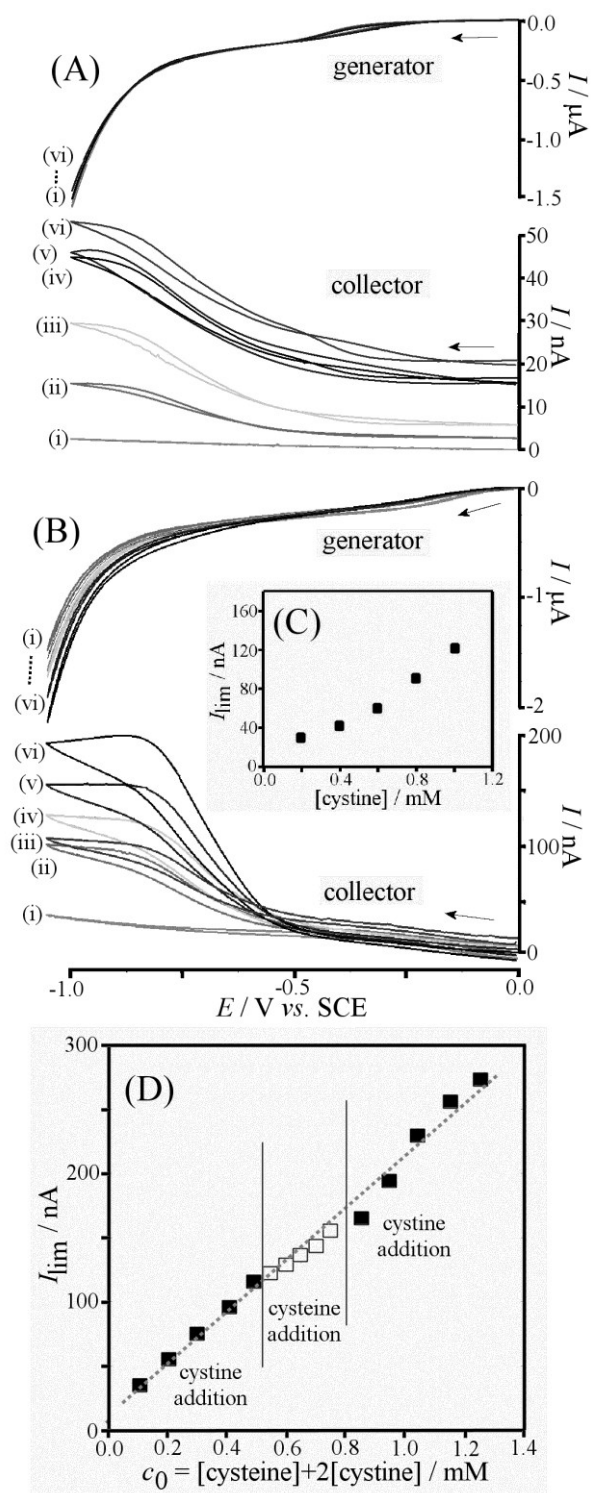 (A)
generator
0.0
-0.5
-1.0
-1.5
I / μA
(vi)
(i)
(vi)
(v)
(iv)
(iii)
(ii)
(i)
collector
50
40
30
20
10
0
I / nA
(B)
generator
0
-1
-2
I / μA
(i)
(vi)
(C)
160
120
80
40
0.0
0.0 0.4 0.8 1.2
I lim / nA
[cystine] / mM
(vi)
(v)
(iv)
(iii)
(ii)
(i)
collector
200
100
0
I / nA
-1.0 -0.5 0.0
E / V vs. SCE
(D)
300
200
100
0
I lim / nA
cystine
addition
cysteine
addition
cystine
addition
0.0 0.2 0.4 0.6 0.8 1.0 1.2 1.4
c0 = [cysteine]+2[cystine] / mM